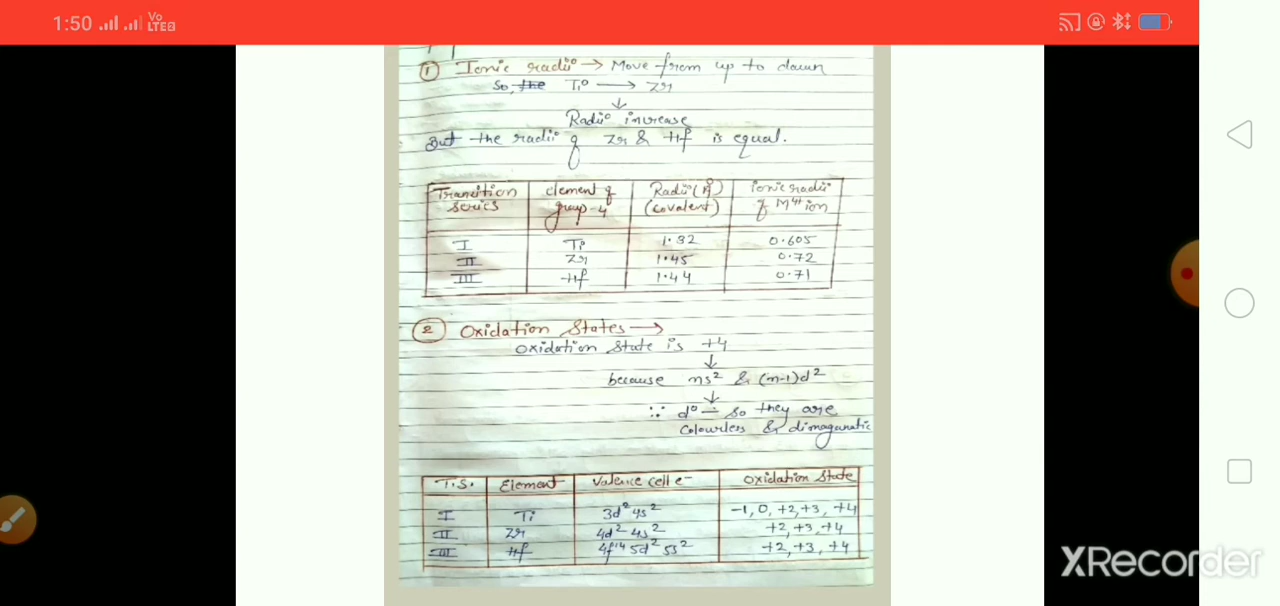 1:50 Vo LTE
① Ionic radii → Move from up to down
So, the Ti → Zr
↓
Radii increase
But the radii of Zr & Hf is equal.
Transition series | element of group-4 | Radii (Å) (covalent) | ionic radii of M⁴⁺ ion
I | Ti | 1.32 | 0.605
II | Zr | 1.45 | 0.72
III | Hf | 1.44 | 0.71
② Oxidation States →
Oxidation State is +4
↓
because ns² & (n-1)d²
↓
∵ d⁰ — so they are
Colourless & dimaganatic
T.S. | Element | Valence cell e⁻ | Oxidation State
I | Ti | 3d² 4s² | -1, 0, +2, +3, +4
II | Zr | 4d² 4s² | +2, +3, +4
III | Hf | 4f¹⁴ 5d² 5s² | +2, +3, +4
XRecorder